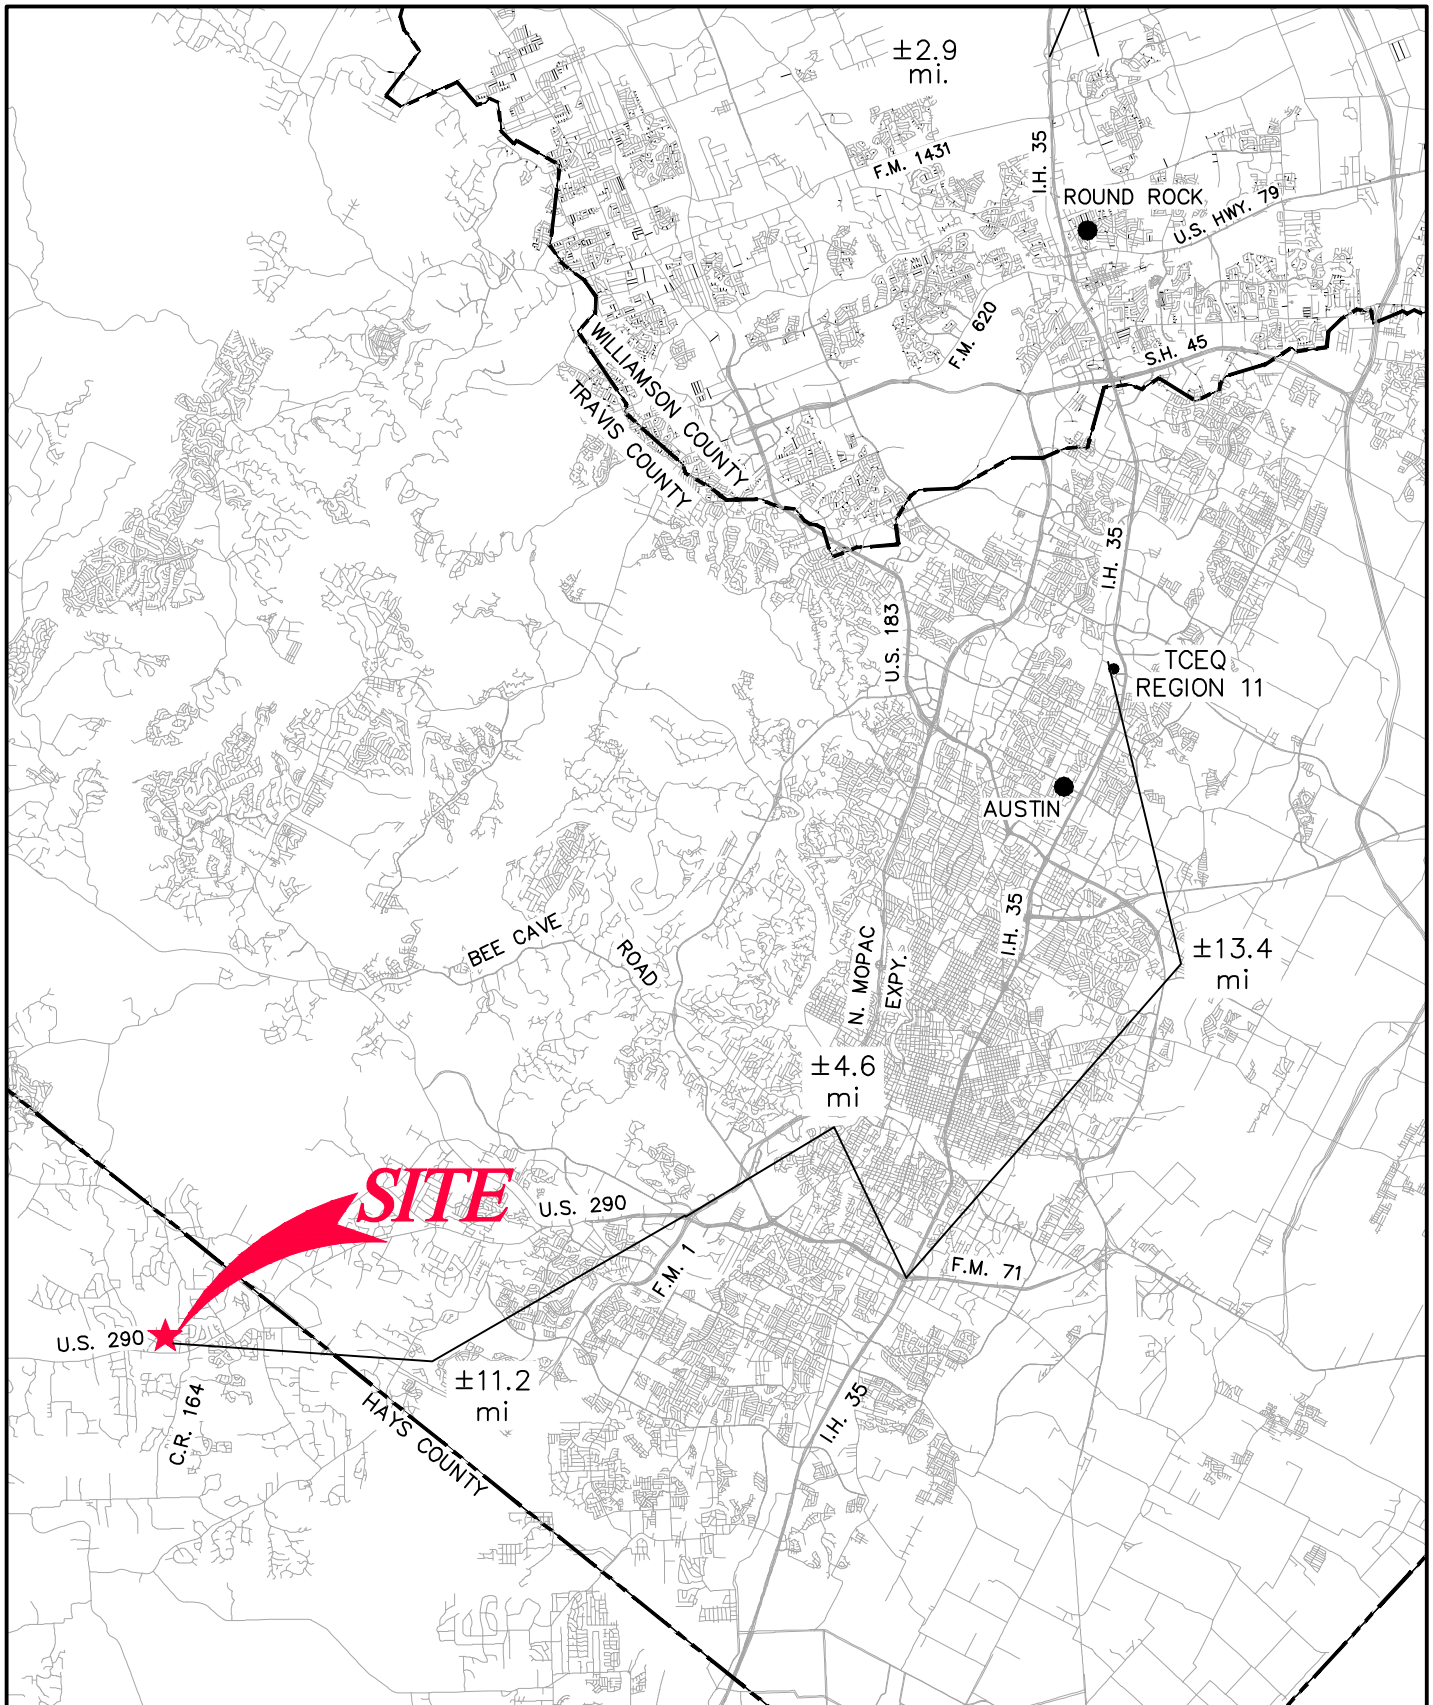 ±2.9
mi.
F.M. 1431
I.H. 35
ROUND ROCK
U.S. HWY. 79
F.M. 620
S.H. 45
WILLIAMSON COUNTY
TRAVIS COUNTY
I.H. 35
U.S. 183
TCEQ
REGION 11
AUSTIN
BEE CAVE
ROAD
N. MOPAC
EXPY.
I.H. 35
±13.4
mi
±4.6
mi
SITE
U.S. 290
F.M. 1
F.M. 71
U.S. 290
±11.2
mi
C.R. 164
HAYS COUNTY
I.H. 35